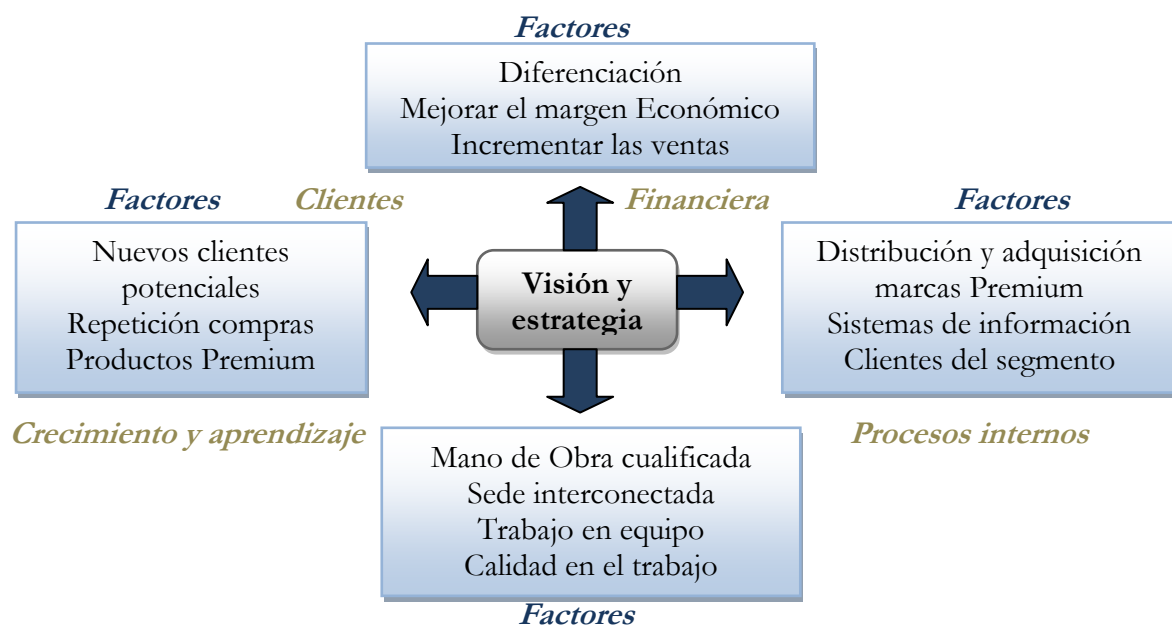 Factores
Diferenciación
Mejorar el margen Económico
Incrementar las ventas
Factores
Clientes
Financiera
Factores
Nuevos clientes
potenciales
Repetición compras
Productos Premium
Visión y
estrategia
Distribución y adquisición
marcas Premium
Sistemas de información
Clientes del segmento
Crecimiento y aprendizaje
Procesos internos
Mano de Obra cualificada
Sede interconectada
Trabajo en equipo
Calidad en el trabajo
Factores